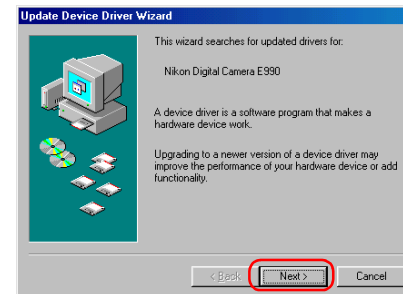 Update Device Driver Wizard
This wizard searches for updated drivers for:
Nikon Digital Camera E990
A device driver is a software program that makes a
hardware device work.
Upgrading to a newer version of a device driver may
improve the performance of your hardware device or add
functionality.
< Back Next > Cancel